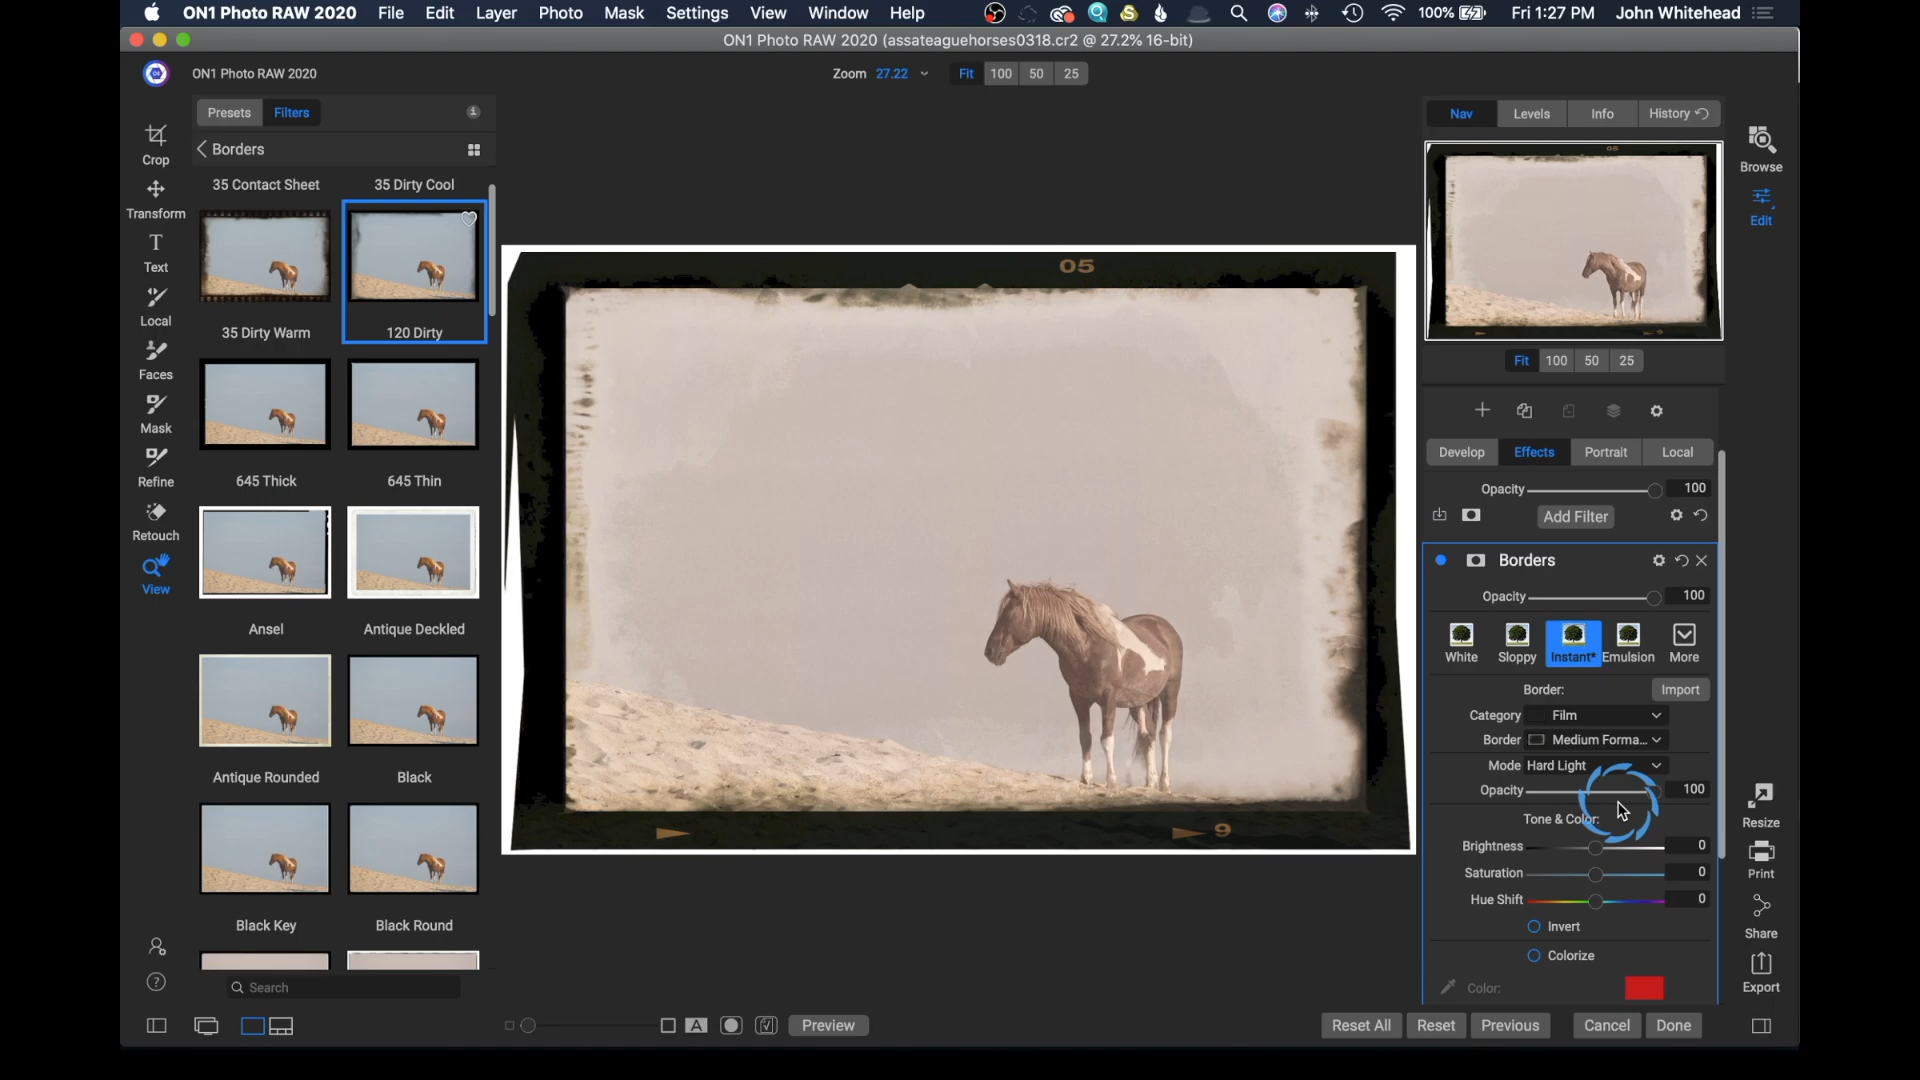 ON1 Photo RAW 2020 File Edit Layer Photo Mask Settings View Window Help 100% Fri 1:27 PM John Whitehead
ON1 Photo RAW 2020 (assateaguehorses0318.cr2 @ 27.2% 16-bit)
ON1 Photo RAW 2020
Zoom 27.22 Fit 100 50 25
Presets Filters
Borders
Crop
Transform
T
Text
Local
Faces
Mask
Refine
Retouch
View
35 Contact Sheet 35 Dirty Cool
35 Dirty Warm 120 Dirty
645 Thick 645 Thin
Ansel Antique Deckled
Antique Rounded Black
Black Key Black Round
Search
05
9
Nav Levels Info History
05
Fit 100 50 25
Develop Effects Portrait Local
Opacity 100
Add Filter
Borders
Opacity 100
White Sloppy Instant* Emulsion More
Border: Import
Category Film
Border Medium Forma...
Mode Hard Light
Opacity 100
Tone & Color:
Brightness 0
Saturation 0
Hue Shift 0
Invert
Colorize
Color:
Browse
Edit
Resize
Print
Share
Export
A Preview
Reset All Reset Previous Cancel Done